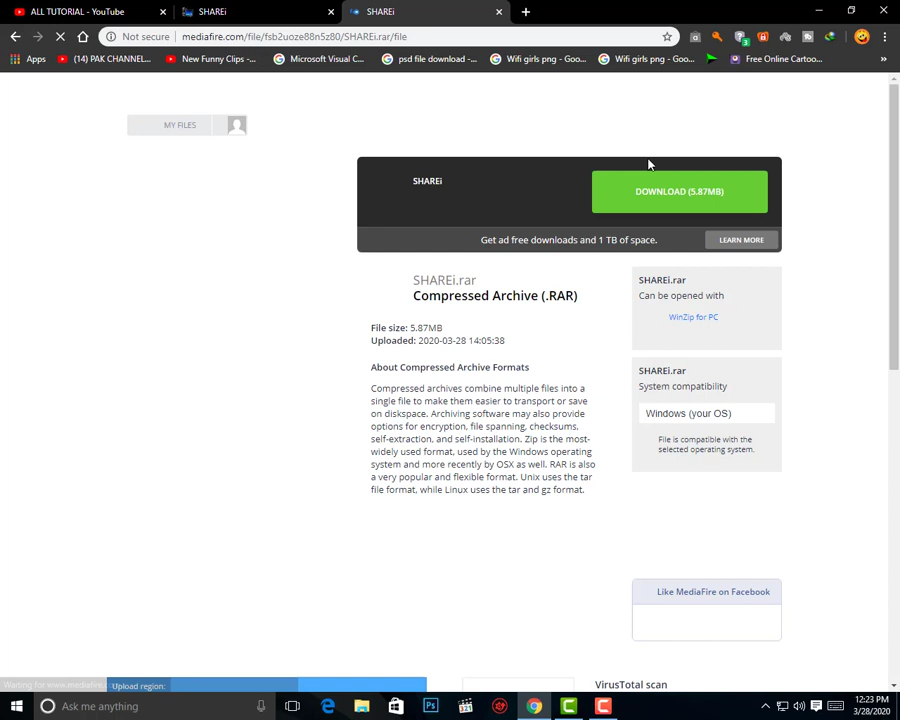 ALL TUTORIAL - YouTube
SHAREi
SHAREi
Not secure
mediafire.com/file/fsb2uoze88n5z80/SHAREi.rar/file
Apps
(14) PAK CHANNEL...
New Funny Clips -...
Microsoft Visual C...
psd file download -...
Wifi girls png - Goo...
Wifi girls png - Goo...
Free Online Cartoo...
MY FILES
SHAREi
DOWNLOAD (5.87MB)
Get ad free downloads and 1 TB of space.
LEARN MORE
SHAREi.rar
Compressed Archive (.RAR)
File size: 5.87MB
Uploaded: 2020-03-28 14:05:38
About Compressed Archive Formats
Compressed archives combine multiple files into a
single file to make them easier to transport or save
on diskspace. Archiving software may also provide
options for encryption, file spanning, checksums,
self-extraction, and self-installation. Zip is the most-
widely used format, used by the Windows operating
system and more recently by OSX as well. RAR is also
a very popular and flexible format. Unix uses the tar
file format, while Linux uses the tar and gz format.
SHAREi.rar
Can be opened with
WinZip for PC
SHAREi.rar
System compatibility
Windows (your OS)
File is compatible with the
selected operating system.
Like MediaFire on Facebook
Waiting for www.mediafire.c
Upload region:
VirusTotal scan
Ask me anything
12:23 PM
3/28/2020